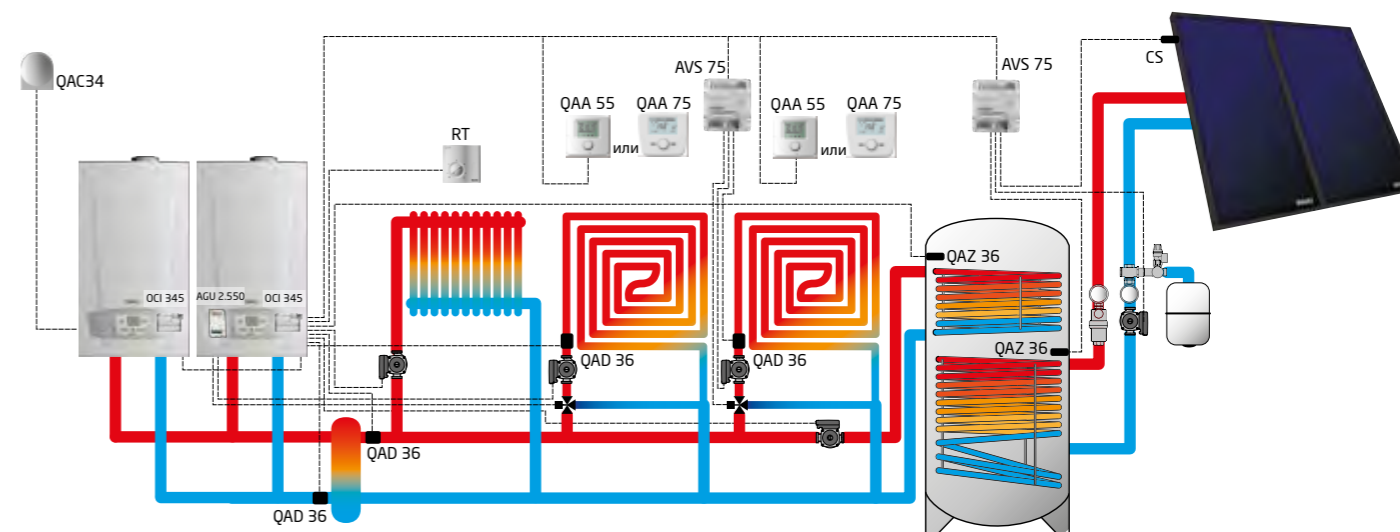 QAC34
OCI 345
AGU 2.550
OCI 345
RT
QAA 55
или
QAA 75
AVS 75
QAA 55
или
QAA 75
AVS 75
CS
QAD 36
QAD 36
QAD 36
QAD 36
QAZ 36
QAZ 36